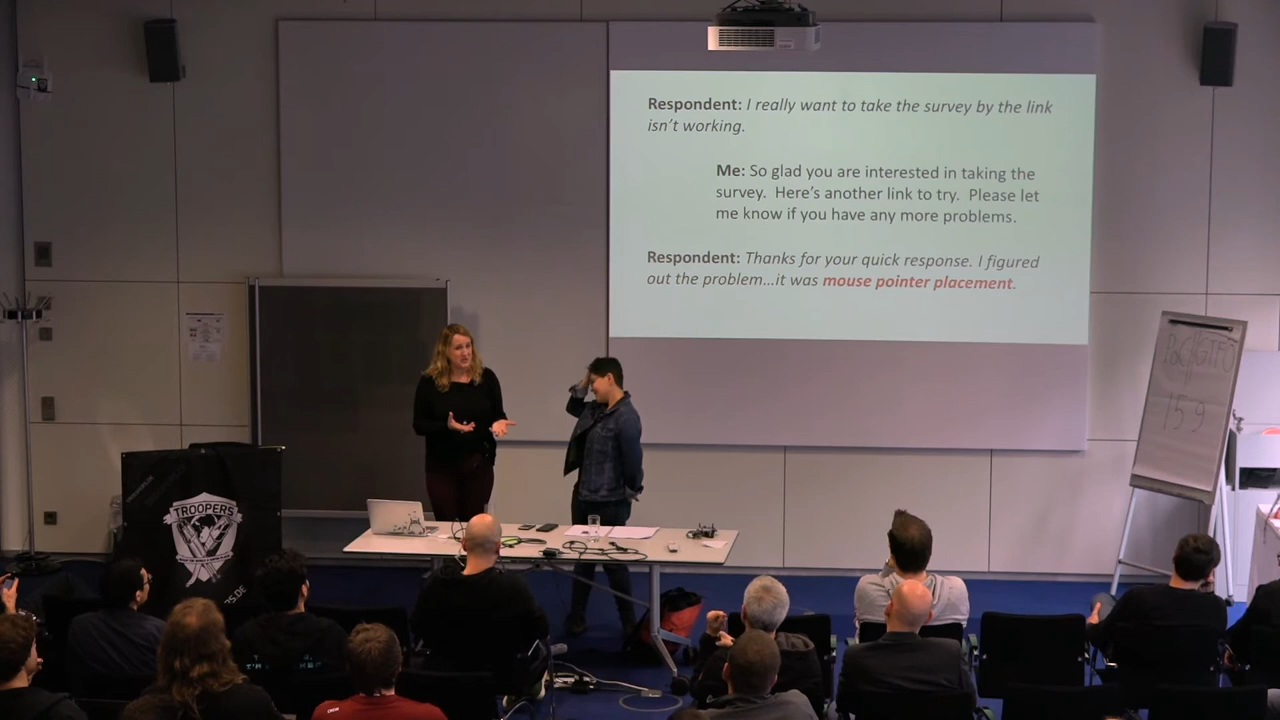 Respondent: I really want to take the survey by the link
isn't working.
Me: So glad you are interested in taking the
survey. Here's another link to try. Please let
me know if you have any more problems.
Respondent: Thanks for your quick response. I figured
out the problem...it was mouse pointer placement.
TROOPERS
159